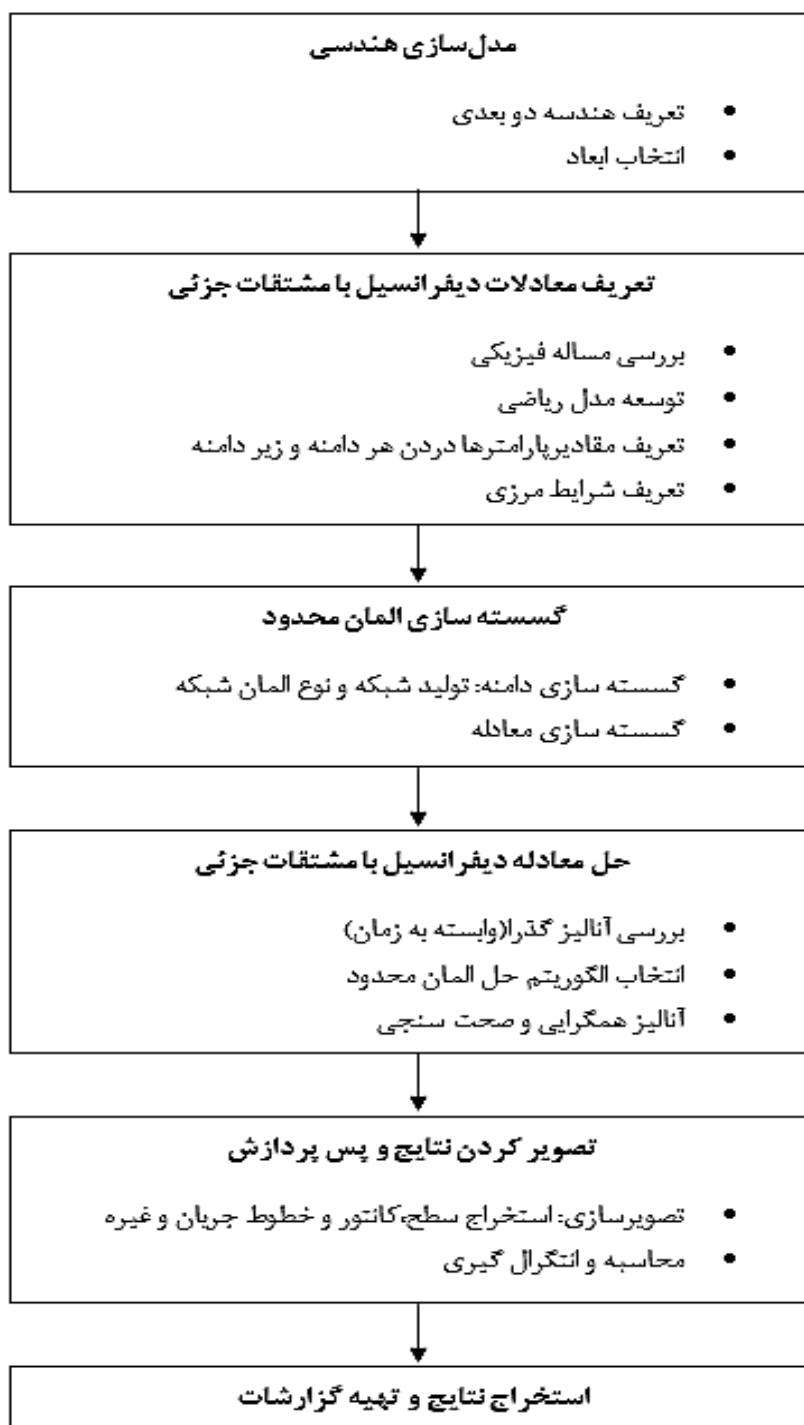 مدل‌سازی هندسی
• تعریف هندسه دو بعدی
• انتخاب ابعاد
تعریف معادلات دیفرانسیل با مشتقات جزئی
• بررسی مساله فیزیکی
• توسعه مدل ریاضی
• تعریف مقادیرپارامترها دردن هر دامنه و زیر دامنه
• تعریف شرایط مرزی
گسسته سازی المان محدود
• گسسته سازی دامنه: تولید شبکه و نوع المان شبکه
• گسسته سازی معادله
حل معادله دیفرانسیل با مشتقات جزئی
• بررسی آنالیز گذرا(وابسته به زمان)
• انتخاب الگوریتم حل المان محدود
• آنالیز همگرایی و صحت سنجی
تصویر کردن نتایج و پس پردازش
• تصویرسازی: استخراج سطح،کانتور و خطوط جریان و غیره
• محاسبه و انتگرال گیری
استخراج نتایج و تهیه گزارشات